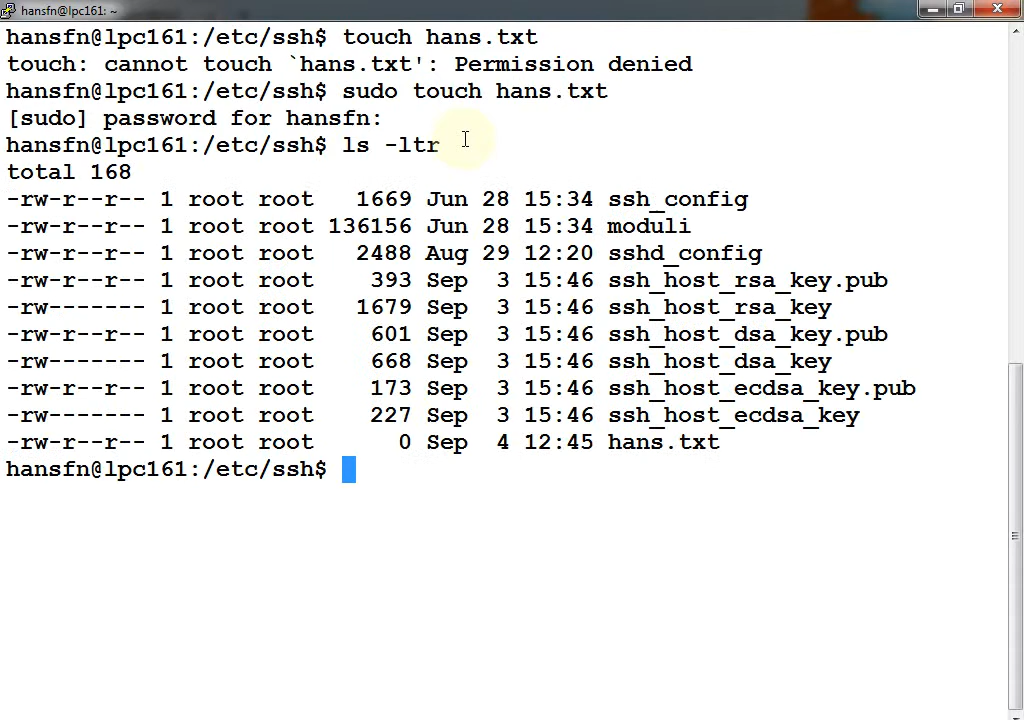 hansfn@lpc161: ~
hansfn@lpc161:/etc/ssh$ touch hans.txt
touch: cannot touch `hans.txt': Permission denied
hansfn@lpc161:/etc/ssh$ sudo touch hans.txt
[sudo] password for hansfn:
hansfn@lpc161:/etc/ssh$ ls -ltr
total 168
-rw-r--r-- 1 root root   1669 Jun 28 15:34 ssh_config
-rw-r--r-- 1 root root 136156 Jun 28 15:34 moduli
-rw-r--r-- 1 root root   2488 Aug 29 12:20 sshd_config
-rw-r--r-- 1 root root    393 Sep  3 15:46 ssh_host_rsa_key.pub
-rw------- 1 root root   1679 Sep  3 15:46 ssh_host_rsa_key
-rw-r--r-- 1 root root    601 Sep  3 15:46 ssh_host_dsa_key.pub
-rw------- 1 root root    668 Sep  3 15:46 ssh_host_dsa_key
-rw-r--r-- 1 root root    173 Sep  3 15:46 ssh_host_ecdsa_key.pub
-rw------- 1 root root    227 Sep  3 15:46 ssh_host_ecdsa_key
-rw-r--r-- 1 root root      0 Sep  4 12:45 hans.txt
hansfn@lpc161:/etc/ssh$